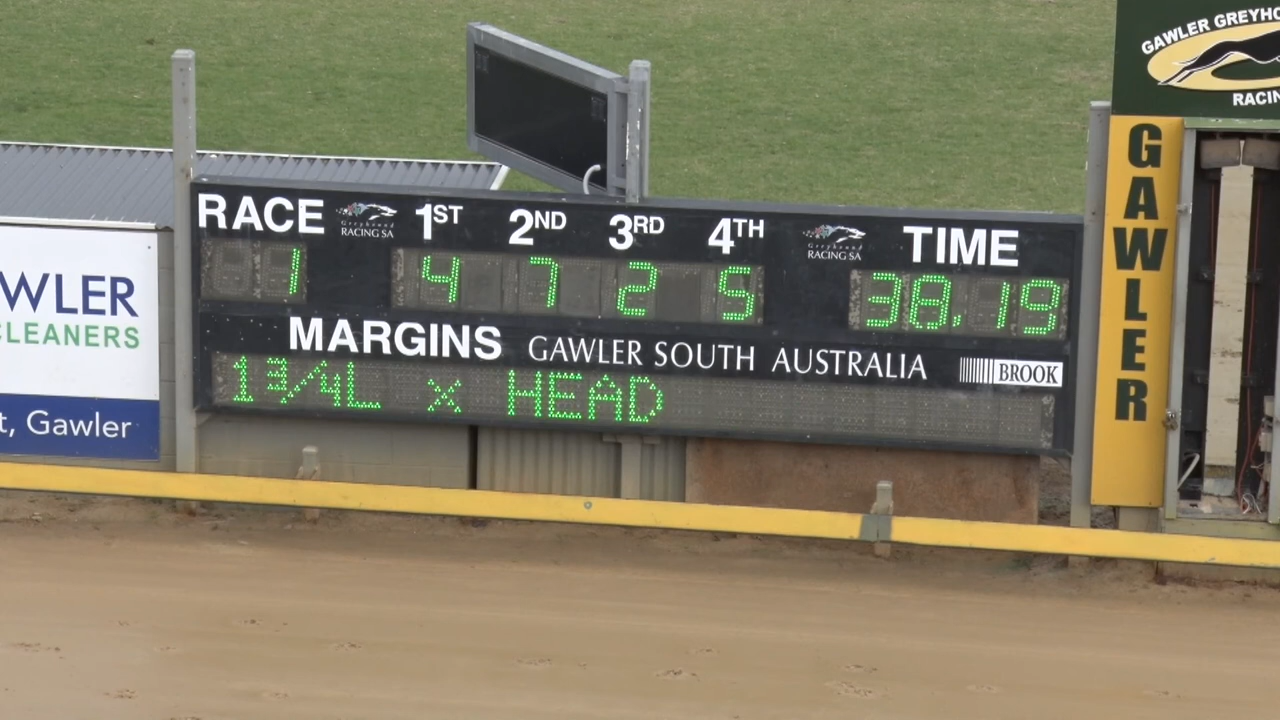 GAWLER GREYHO
RACIN
RACE
Greyhound
RACING SA
1ST 2ND 3RD 4TH
Greyhound
RACING SA
TIME
1 4 7 2 5 38.19
MARGINS GAWLER SOUTH AUSTRALIA BROOK
1 3/4L x HEAD
GAWLER
WLER
CLEANERS
t, Gawler